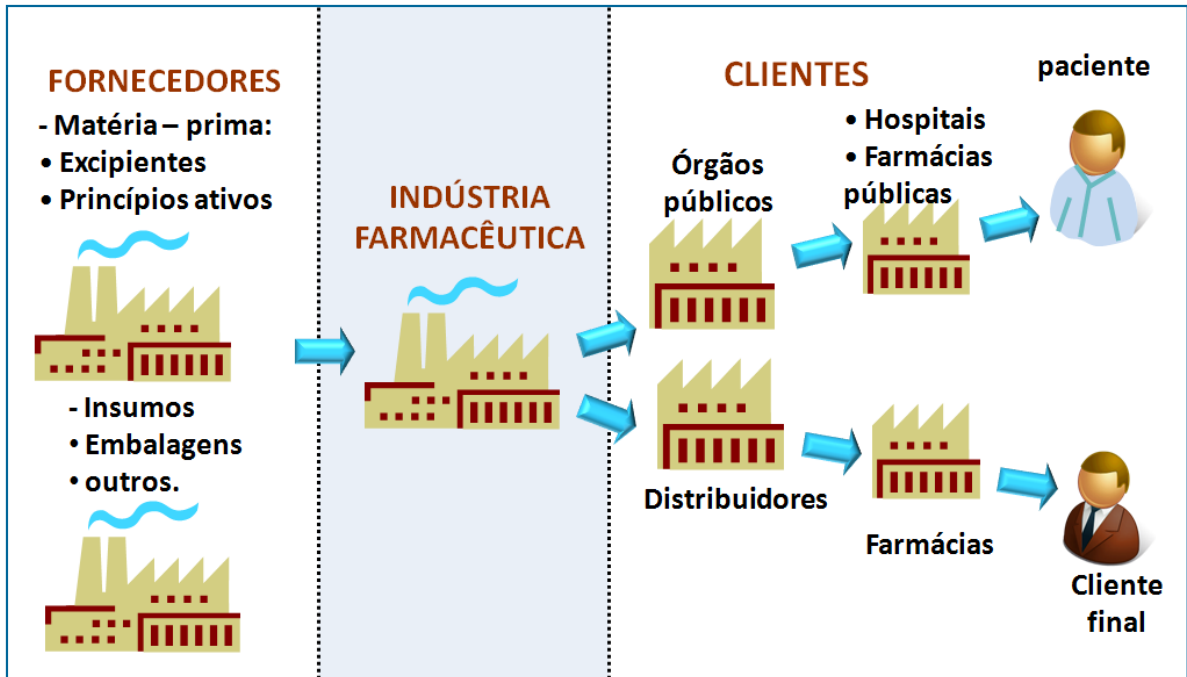 FORNECEDORES
- Matéria – prima:
• Excipientes
• Princípios ativos
- Insumos
• Embalagens
• outros.
INDÚSTRIA
FARMACÊUTICA
CLIENTES
Órgãos
públicos
• Hospitais
• Farmácias
públicas
paciente
Distribuidores
Farmácias
Cliente
final